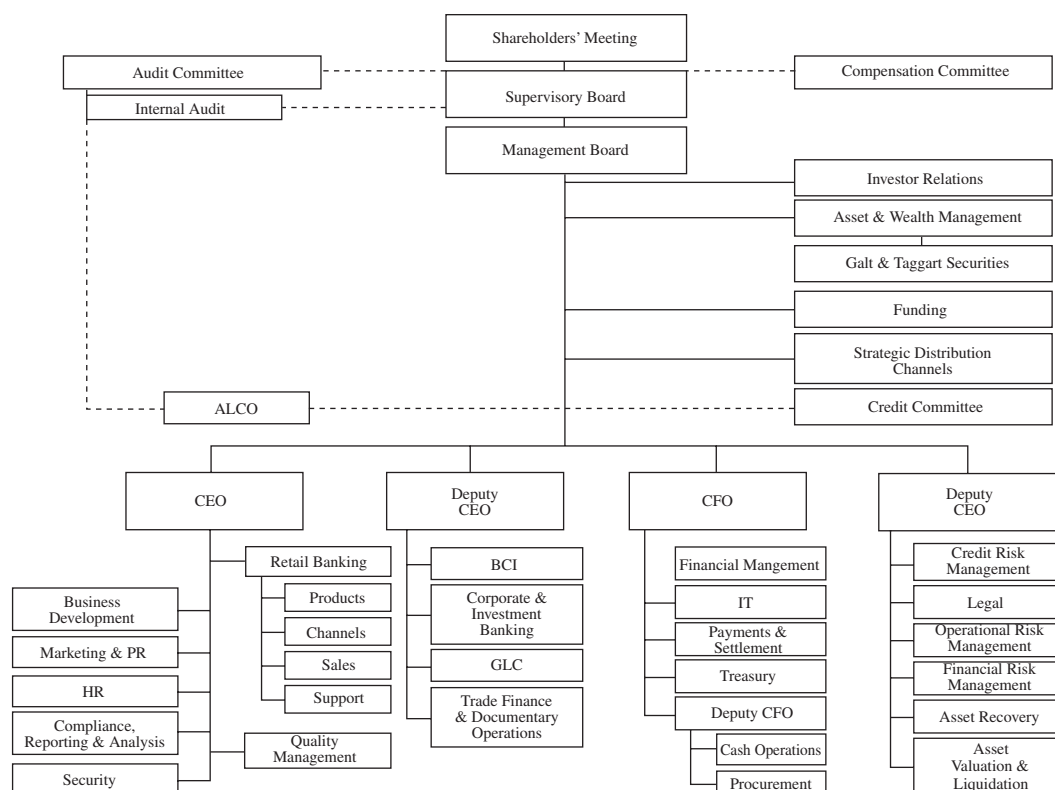 Shareholders' Meeting
Audit Committee
Compensation Committee
Supervisory Board
Internal Audit
Management Board
Investor Relations
Asset & Wealth Management
Galt & Taggart Securities
Funding
Strategic Distribution
Channels
ALCO
Credit Committee
CEO
Deputy
CEO
CFO
Deputy
CEO
Retail Banking
Products
Channels
Sales
Support
Quality
Management
Business
Development
Marketing & PR
HR
Compliance,
Reporting & Analysis
Security
BCI
Corporate &
Investment
Banking
GLC
Trade Finance
& Documentary
Operations
Financial Mangement
IT
Payments &
Settlement
Treasury
Deputy CFO
Cash Operations
Procurement
Credit Risk
Management
Legal
Operational Risk
Management
Financial Risk
Management
Asset Recovery
Asset
Valuation &
Liquidation